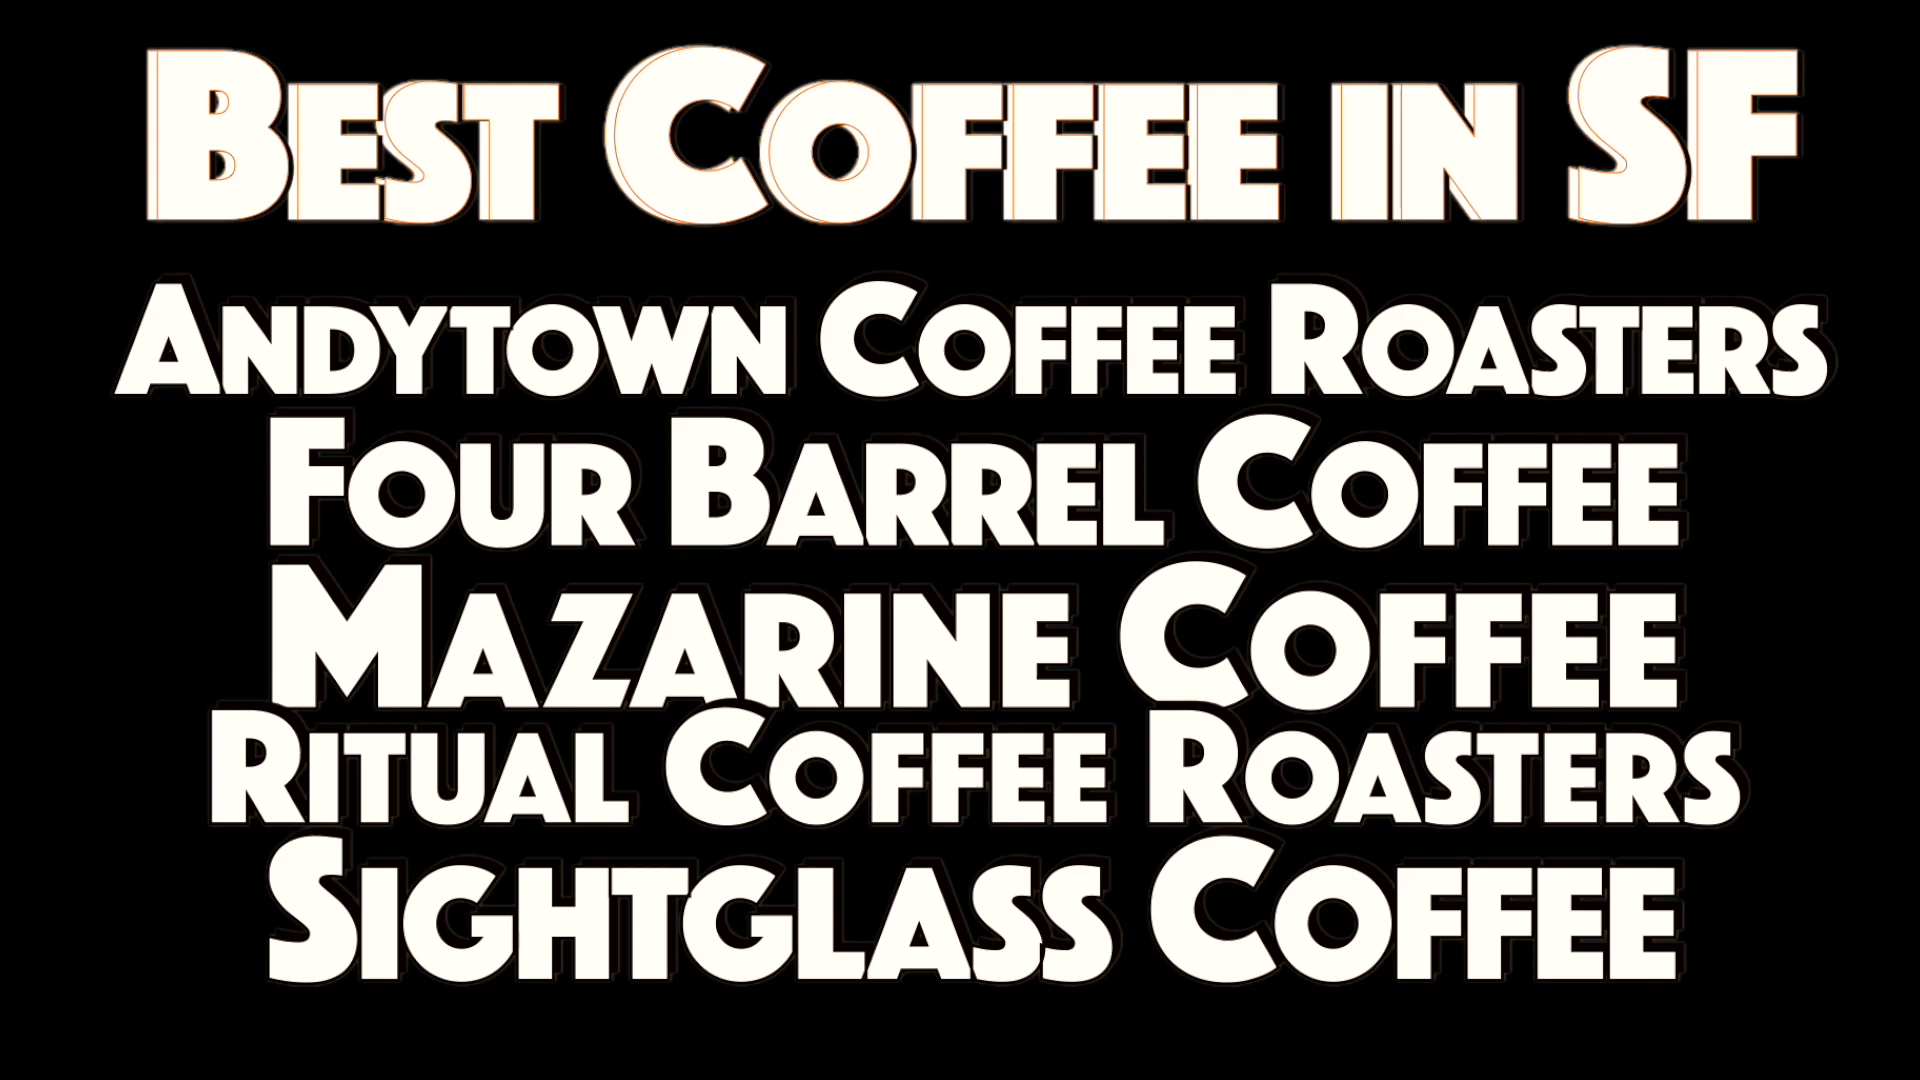 Best Coffee in SF
Andytown Coffee Roasters
Four Barrel Coffee
Mazarine Coffee
Ritual Coffee Roasters
Sightglass Coffee